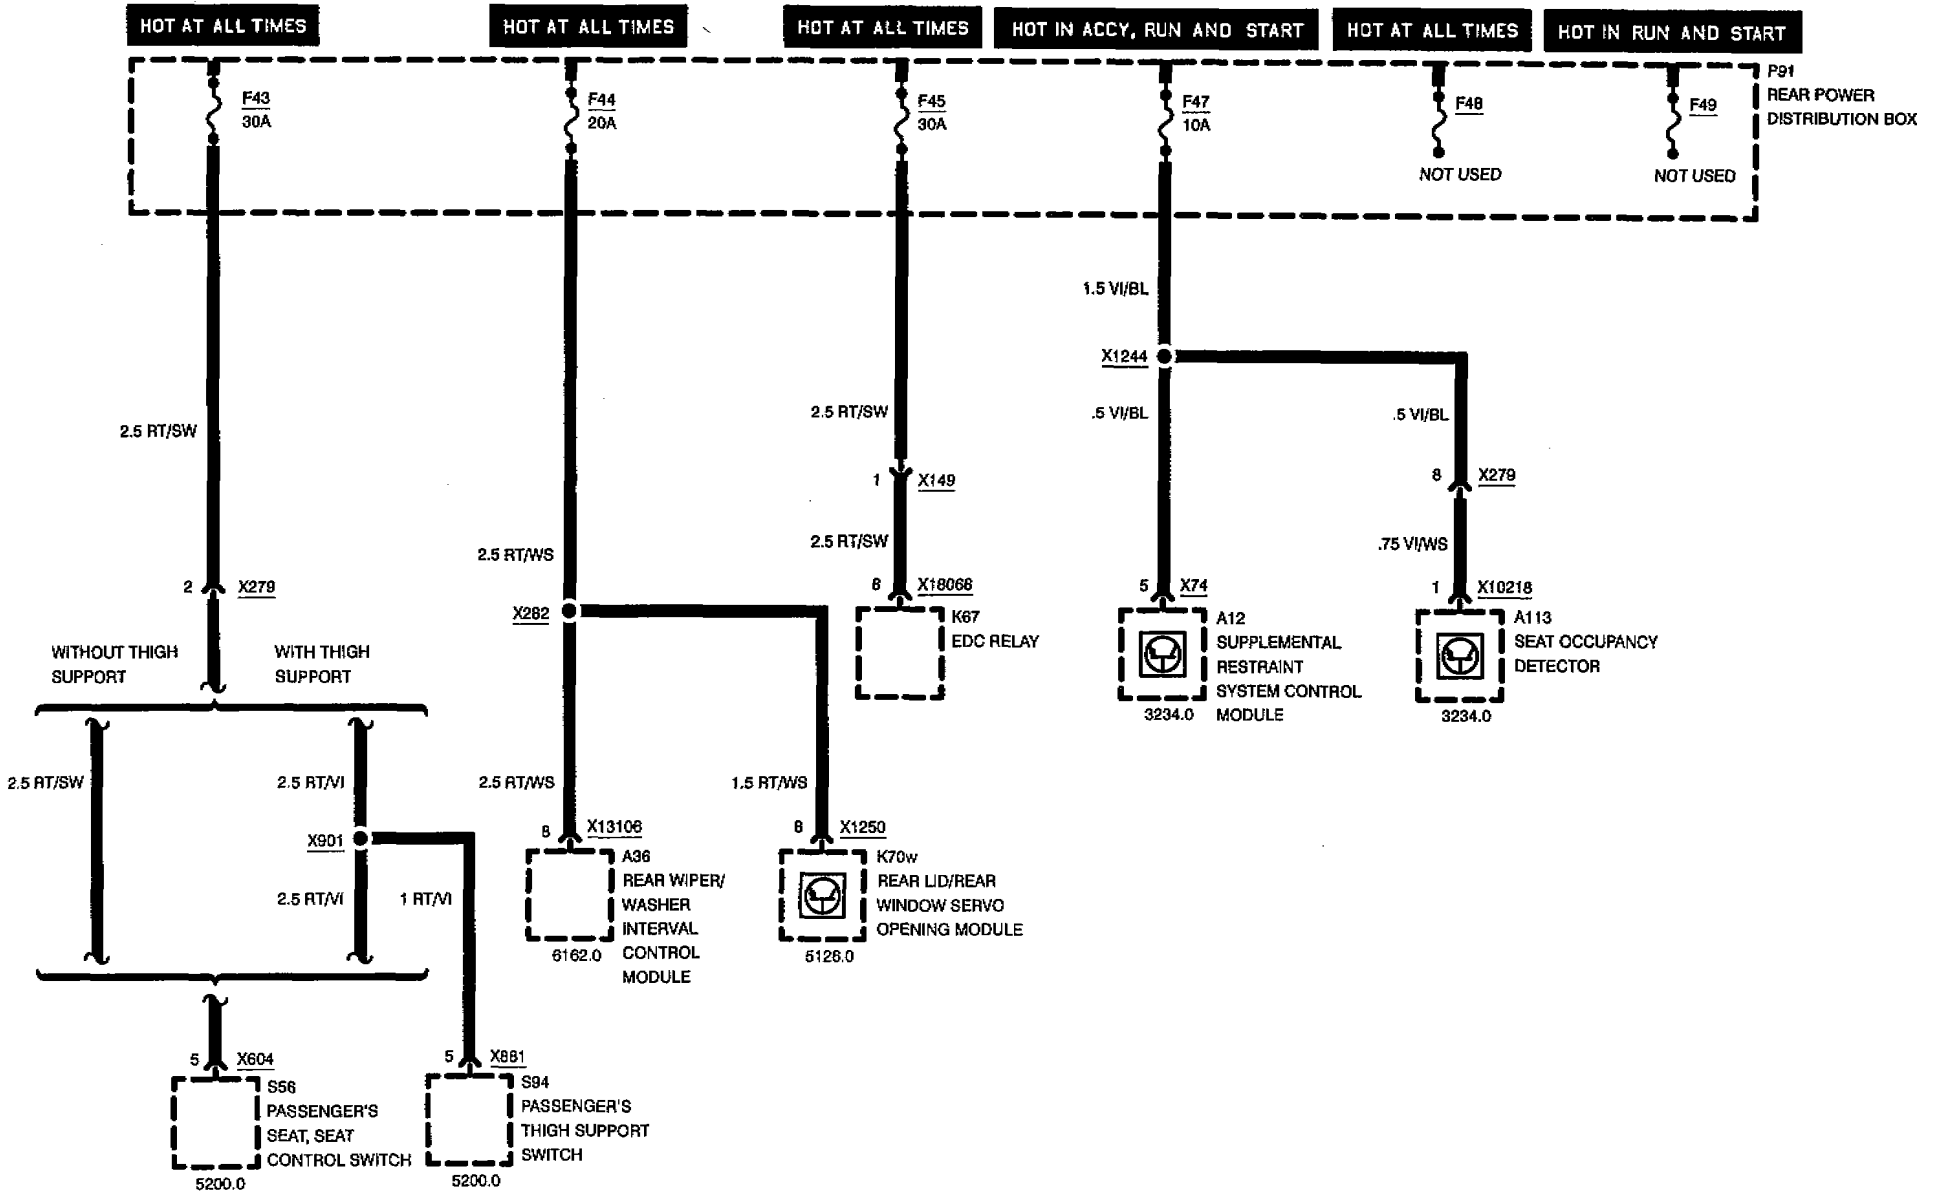 HOT AT ALL TIMES
HOT AT ALL TIMES
HOT AT ALL TIMES
HOT IN ACCY, RUN AND START
HOT AT ALL TIMES
HOT IN RUN AND START
F43
30A
F44
20A
F45
30A
F47
10A
F48
NOT USED
F49
NOT USED
P91
REAR POWER
DISTRIBUTION BOX
1.5 VI/BL
X1244
.5 VI/BL
.5 VI/BL
2.5 RT/SW
2.5 RT/SW
1 X149
8 X279
2.5 RT/WS
2.5 RT/SW
.75 VI/WS
2 X279
8 X18066
5 X74
1 X10218
X282
K67
EDC RELAY
A12
SUPPLEMENTAL
RESTRAINT
SYSTEM CONTROL
MODULE
3234.0
A113
SEAT OCCUPANCY
DETECTOR
3234.0
WITHOUT THIGH
SUPPORT
WITH THIGH
SUPPORT
2.5 RT/SW
2.5 RT/VI
2.5 RT/WS
1.5 RT/WS
X901
8 X13106
8 X1250
2.5 RT/VI
1 RT/VI
A36
REAR WIPER/
WASHER
INTERVAL
CONTROL
MODULE
6162.0
K70w
REAR LID/REAR
WINDOW SERVO
OPENING MODULE
5126.0
5 X604
5 X881
S56
PASSENGER'S
SEAT, SEAT
CONTROL SWITCH
5200.0
S94
PASSENGER'S
THIGH SUPPORT
SWITCH
5200.0